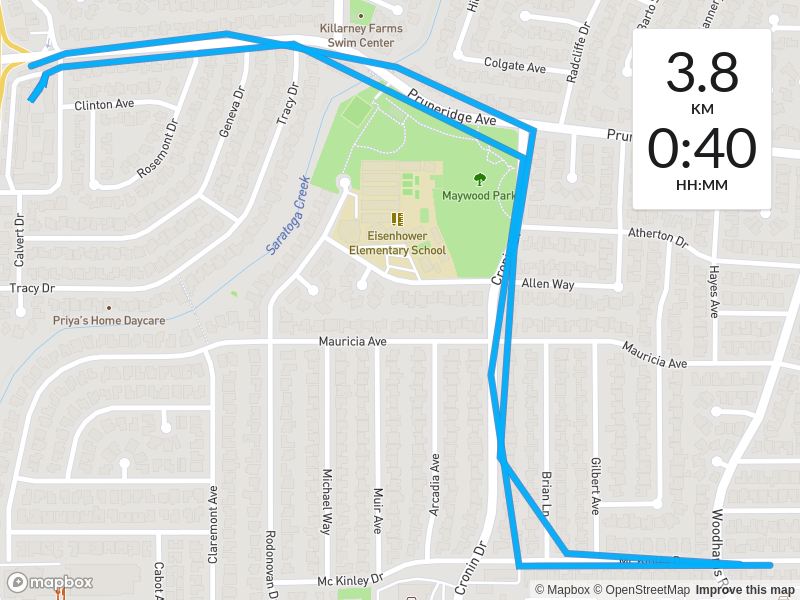 Killarney Farms
Swim Center
Colgate Ave
Radcliffe Dr
3.8
KM
0:40
HH:MM
Clinton Ave
Rosemont Dr
Geneva Dr
Tracy Dr
Pruneridge Ave
Maywood Park
Eisenhower
Elementary School
Saratoga Creek
Calvert Dr
Tracy Dr
Priya's Home Daycare
Atherton Dr
Allen Way
Hayes Ave
Mauricia Ave
Mauricia Ave
Claremont Ave
Rodonovan D
Michael Way
Muir Ave
Arcadia Ave
Brian Ln
Gilbert Ave
Cabot A
Mc Kinley Dr
Cronin Dr
mapbox
© Mapbox © OpenStreetMap Improve this map